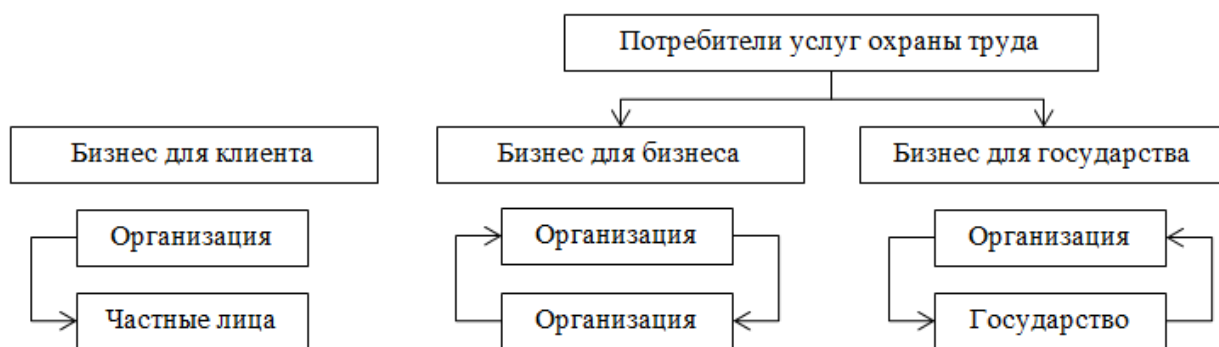 Потребители услуг охраны труда
Бизнес для клиента
Бизнес для бизнеса
Бизнес для государства
Организация
Организация
Организация
Частные лица
Организация
Государство